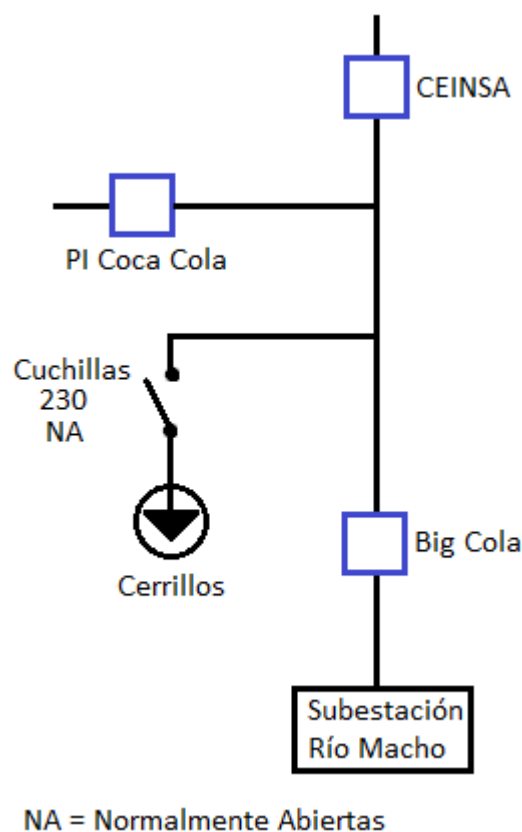 CEINSA
PI Coca Cola
Cuchillas
230
NA
Cerrillos
Big Cola
Subestación
Río Macho
NA = Normalmente Abiertas